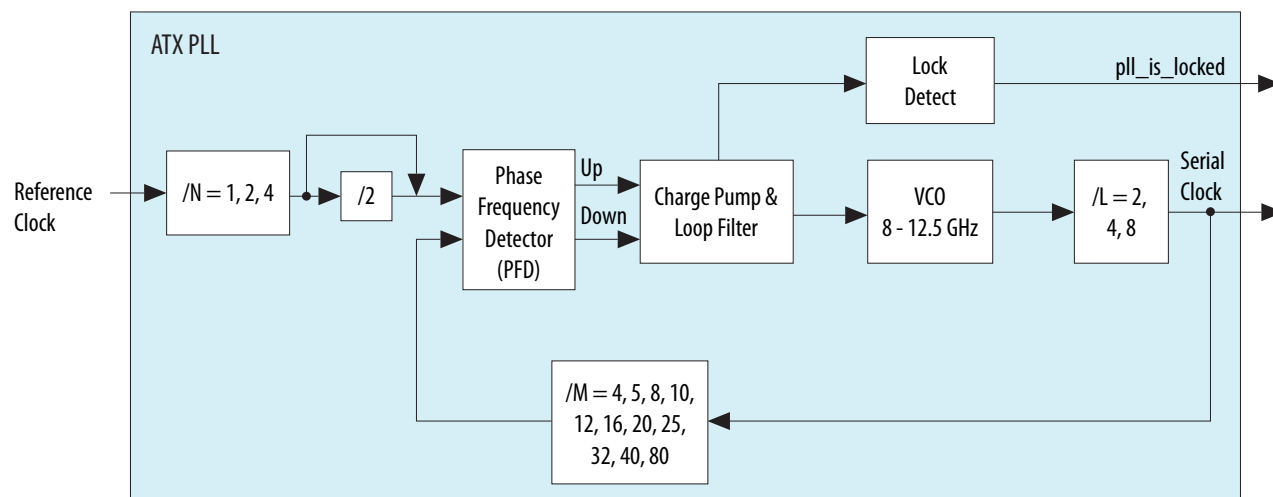 ATX PLL
Lock
Detect
pll_is_locked
Reference
Clock
/N = 1, 2, 4
/2
Phase
Frequency
Detector
(PFD)
Up
Down
Charge Pump &
Loop Filter
VCO
8 - 12.5 GHz
/L = 2,
4, 8
Serial
Clock
/M = 4, 5, 8, 10,
12, 16, 20, 25,
32, 40, 80